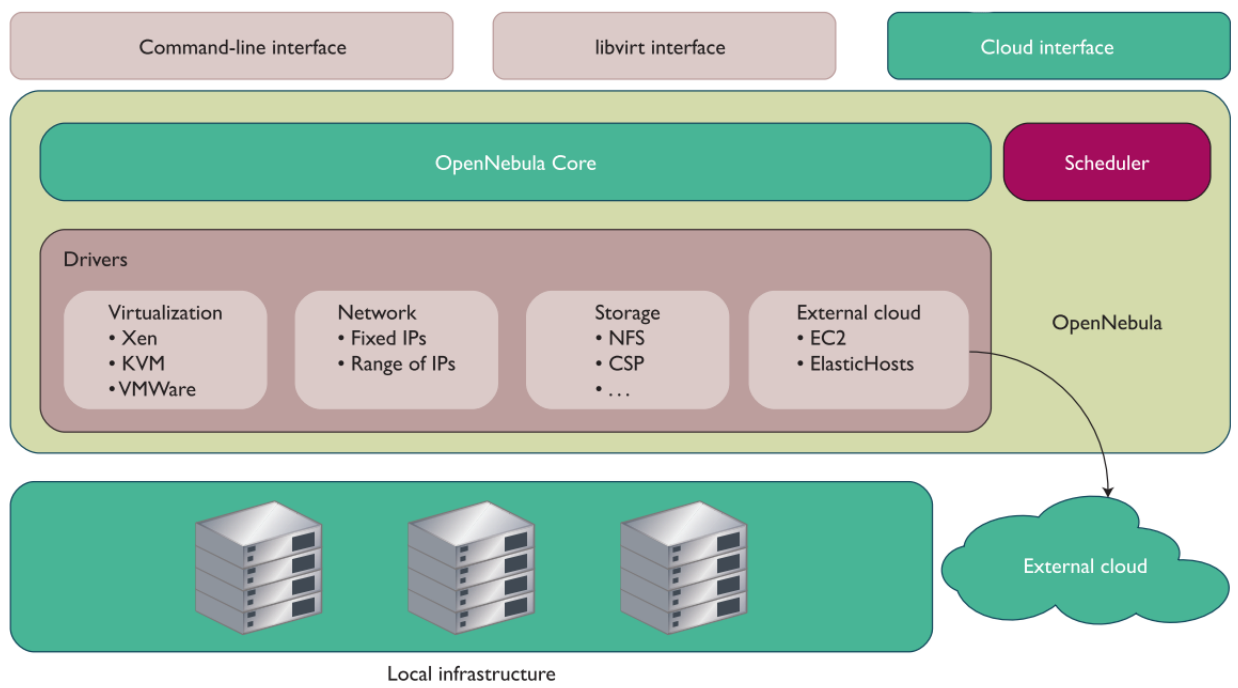 Command-line interface
libvirt interface
Cloud interface
OpenNebula Core
Scheduler
Drivers
Virtualization
• Xen
• KVM
• VMWare
Network
• Fixed IPs
• Range of IPs
Storage
• NFS
• CSP
• . . .
External cloud
• EC2
• ElasticHosts
OpenNebula
External cloud
Local infrastructure